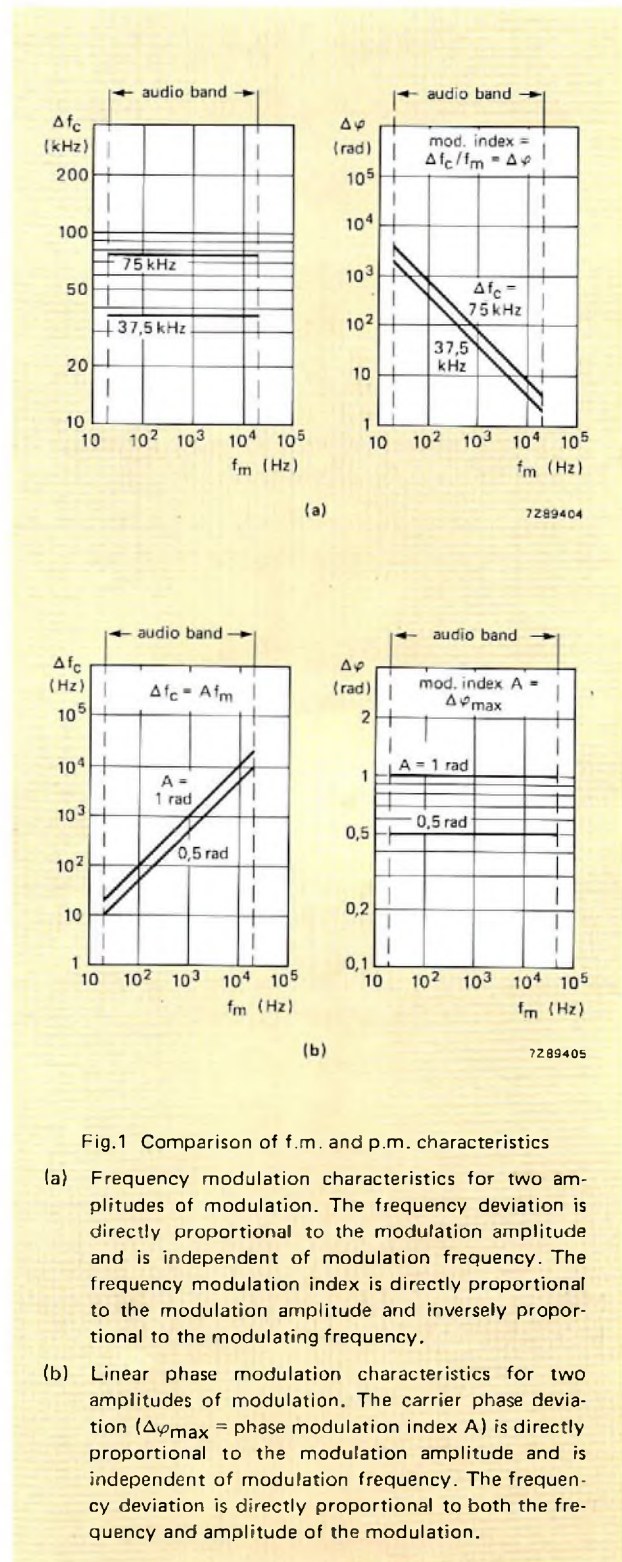 audio band
Δfc
(kHz)
200
100
50
20
10
75 kHz
37,5 kHz
10 10² 10³ 10⁴ 10⁵
fm (Hz)
audio band
Δφ
(rad)
mod. index =
Δfc/fm = Δφ
10⁵
10⁴
10³
10²
10
1
Δfc =
75 kHz
37,5
kHz
10 10² 10³ 10⁴ 10⁵
fm (Hz)
(a)
7Z89404
audio band
Δfc
(Hz)
Δfc = Afm
10⁵
10⁴
10³
10²
10
1
A =
1 rad
0,5 rad
10 10² 10³ 10⁴ 10⁵
fm (Hz)
audio band
Δφ
(rad)
mod. index A =
Δφmax
2
1
0,5
0,2
0,1
A = 1 rad
0,5 rad
10 10² 10³ 10⁴ 10⁵
fm (Hz)
(b)
7Z89405
Fig.1 Comparison of f.m. and p.m. characteristics
(a) Frequency modulation characteristics for two am-
plitudes of modulation. The frequency deviation is
directly proportional to the modulation amplitude
and is independent of modulation frequency. The
frequency modulation index is directly proportional
to the modulation amplitude and inversely propor-
tional to the modulating frequency.
(b) Linear phase modulation characteristics for two
amplitudes of modulation. The carrier phase devia-
tion (Δφmax = phase modulation index A) is directly
proportional to the modulation amplitude and is
independent of modulation frequency. The frequen-
cy deviation is directly proportional to both the fre-
quency and amplitude of the modulation.